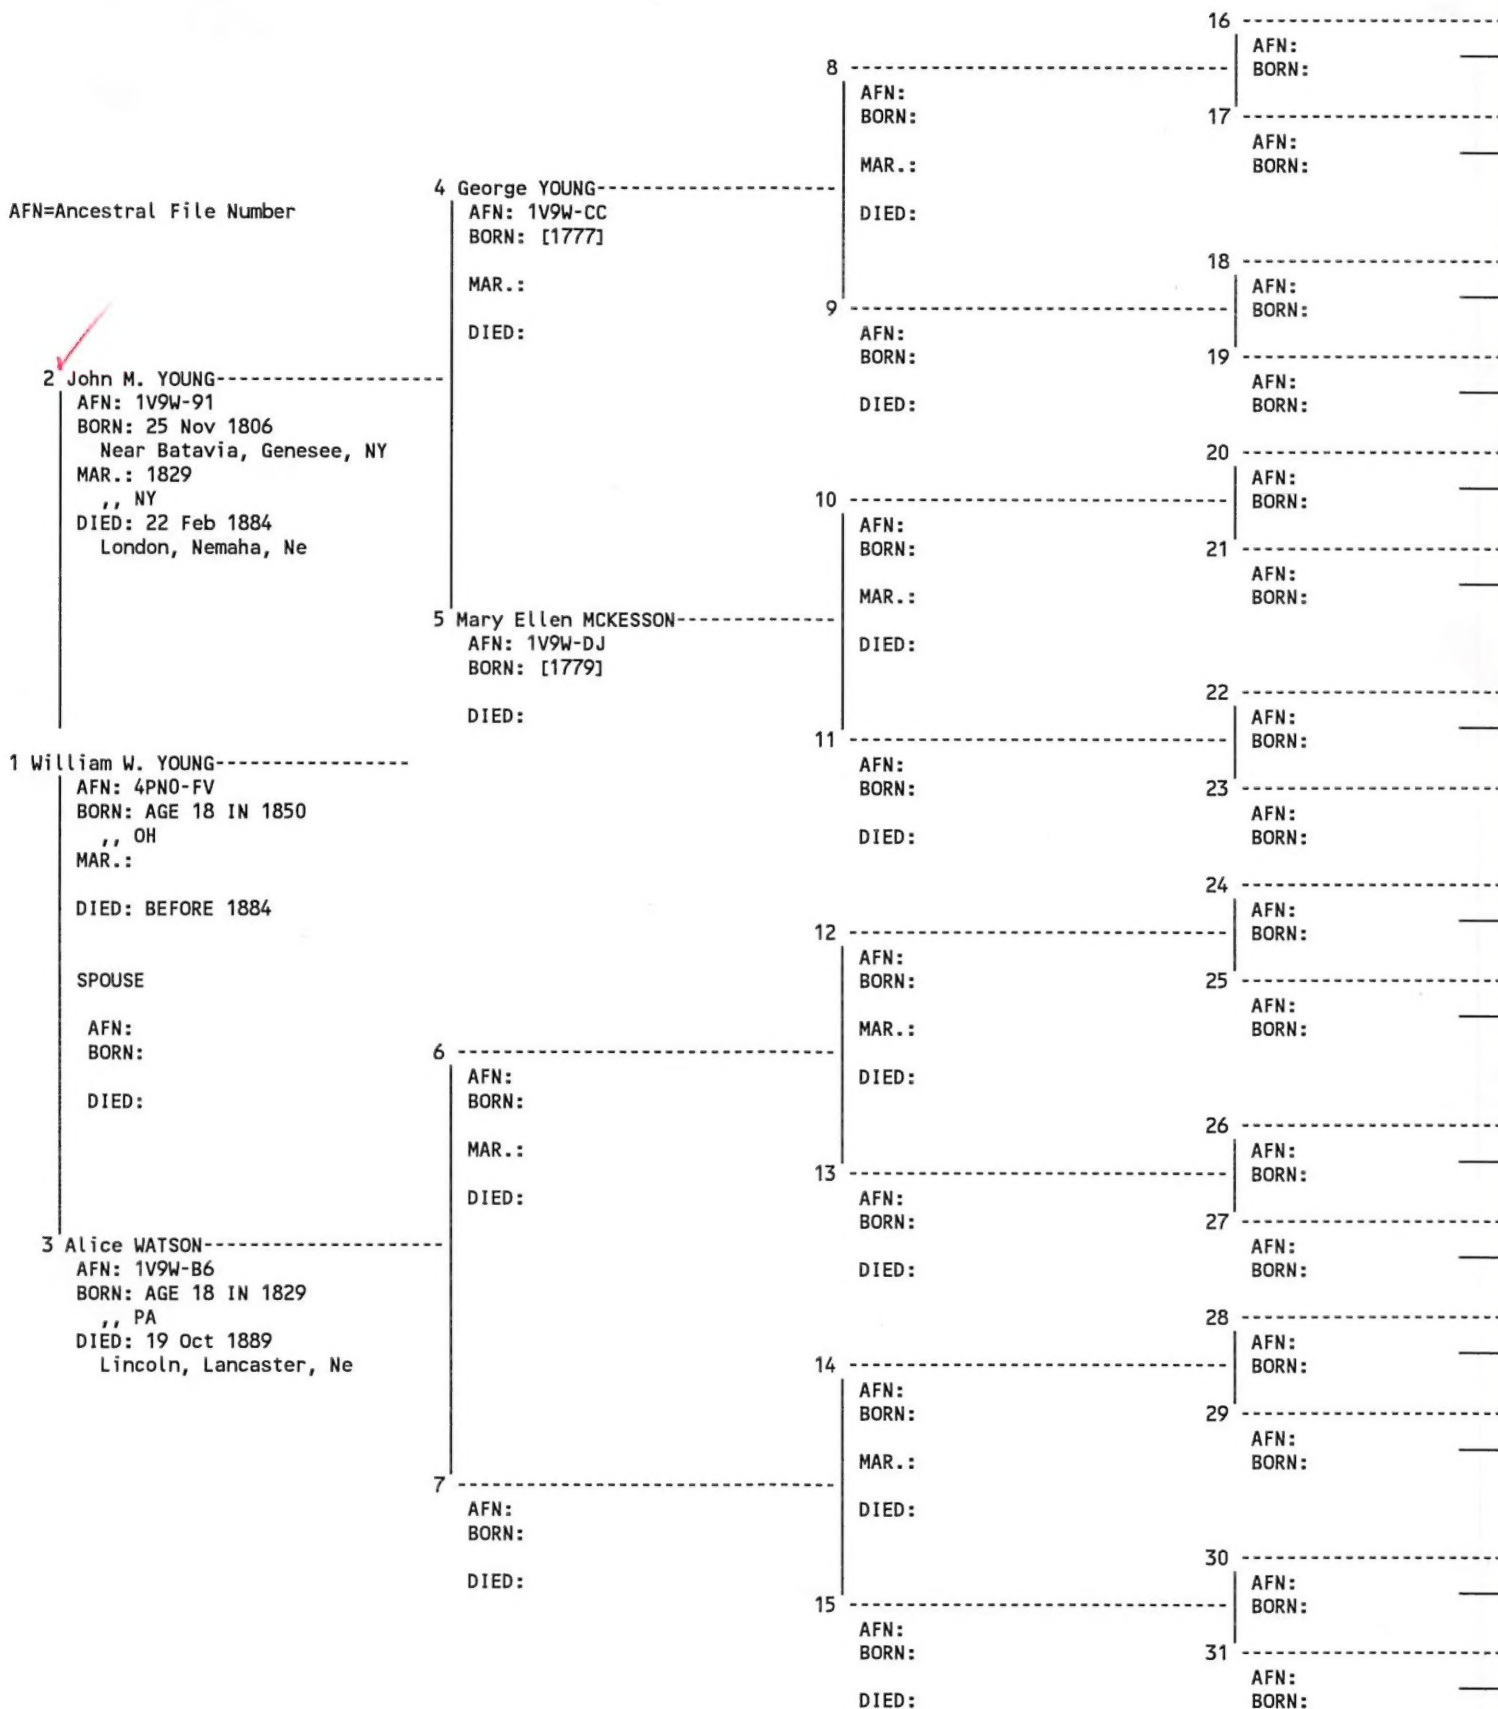 AFN=Ancestral File Number
1 William W. YOUNG----------------
AFN: 4PN0-FV
BORN: AGE 18 IN 1850
,, OH
MAR.:
DIED: BEFORE 1884
SPOUSE
AFN:
BORN:
DIED:
2 John M. YOUNG-------------------
AFN: 1V9W-91
BORN: 25 Nov 1806
Near Batavia, Genesee, NY
MAR.: 1829
,, NY
DIED: 22 Feb 1884
London, Nemaha, Ne
3 Alice WATSON--------------------
AFN: 1V9W-B6
BORN: AGE 18 IN 1829
,, PA
DIED: 19 Oct 1889
Lincoln, Lancaster, Ne
4 George YOUNG--------------------
AFN: 1V9W-CC
BORN: [1777]
MAR.:
DIED:
5 Mary Ellen MCKESSON-------------
AFN: 1V9W-DJ
BORN: [1779]
DIED:
6 --------------------------------
AFN:
BORN:
MAR.:
DIED:
7 --------------------------------
AFN:
BORN:
DIED:
8 --------------------------------
AFN:
BORN:
MAR.:
DIED:
9 --------------------------------
AFN:
BORN:
DIED:
10 --------------------------------
AFN:
BORN:
MAR.:
DIED:
11 --------------------------------
AFN:
BORN:
DIED:
12 --------------------------------
AFN:
BORN:
MAR.:
DIED:
13 --------------------------------
AFN:
BORN:
DIED:
14 --------------------------------
AFN:
BORN:
MAR.:
DIED:
15 --------------------------------
AFN:
BORN:
DIED:
16 ----------------------
AFN:
BORN:
17 ----------------------
AFN:
BORN:
18 ----------------------
AFN:
BORN:
19 ----------------------
AFN:
BORN:
20 ----------------------
AFN:
BORN:
21 ----------------------
AFN:
BORN:
22 ----------------------
AFN:
BORN:
23 ----------------------
AFN:
BORN:
24 ----------------------
AFN:
BORN:
25 ----------------------
AFN:
BORN:
26 ----------------------
AFN:
BORN:
27 ----------------------
AFN:
BORN:
28 ----------------------
AFN:
BORN:
29 ----------------------
AFN:
BORN:
30 ----------------------
AFN:
BORN:
31 ----------------------
AFN:
BORN: